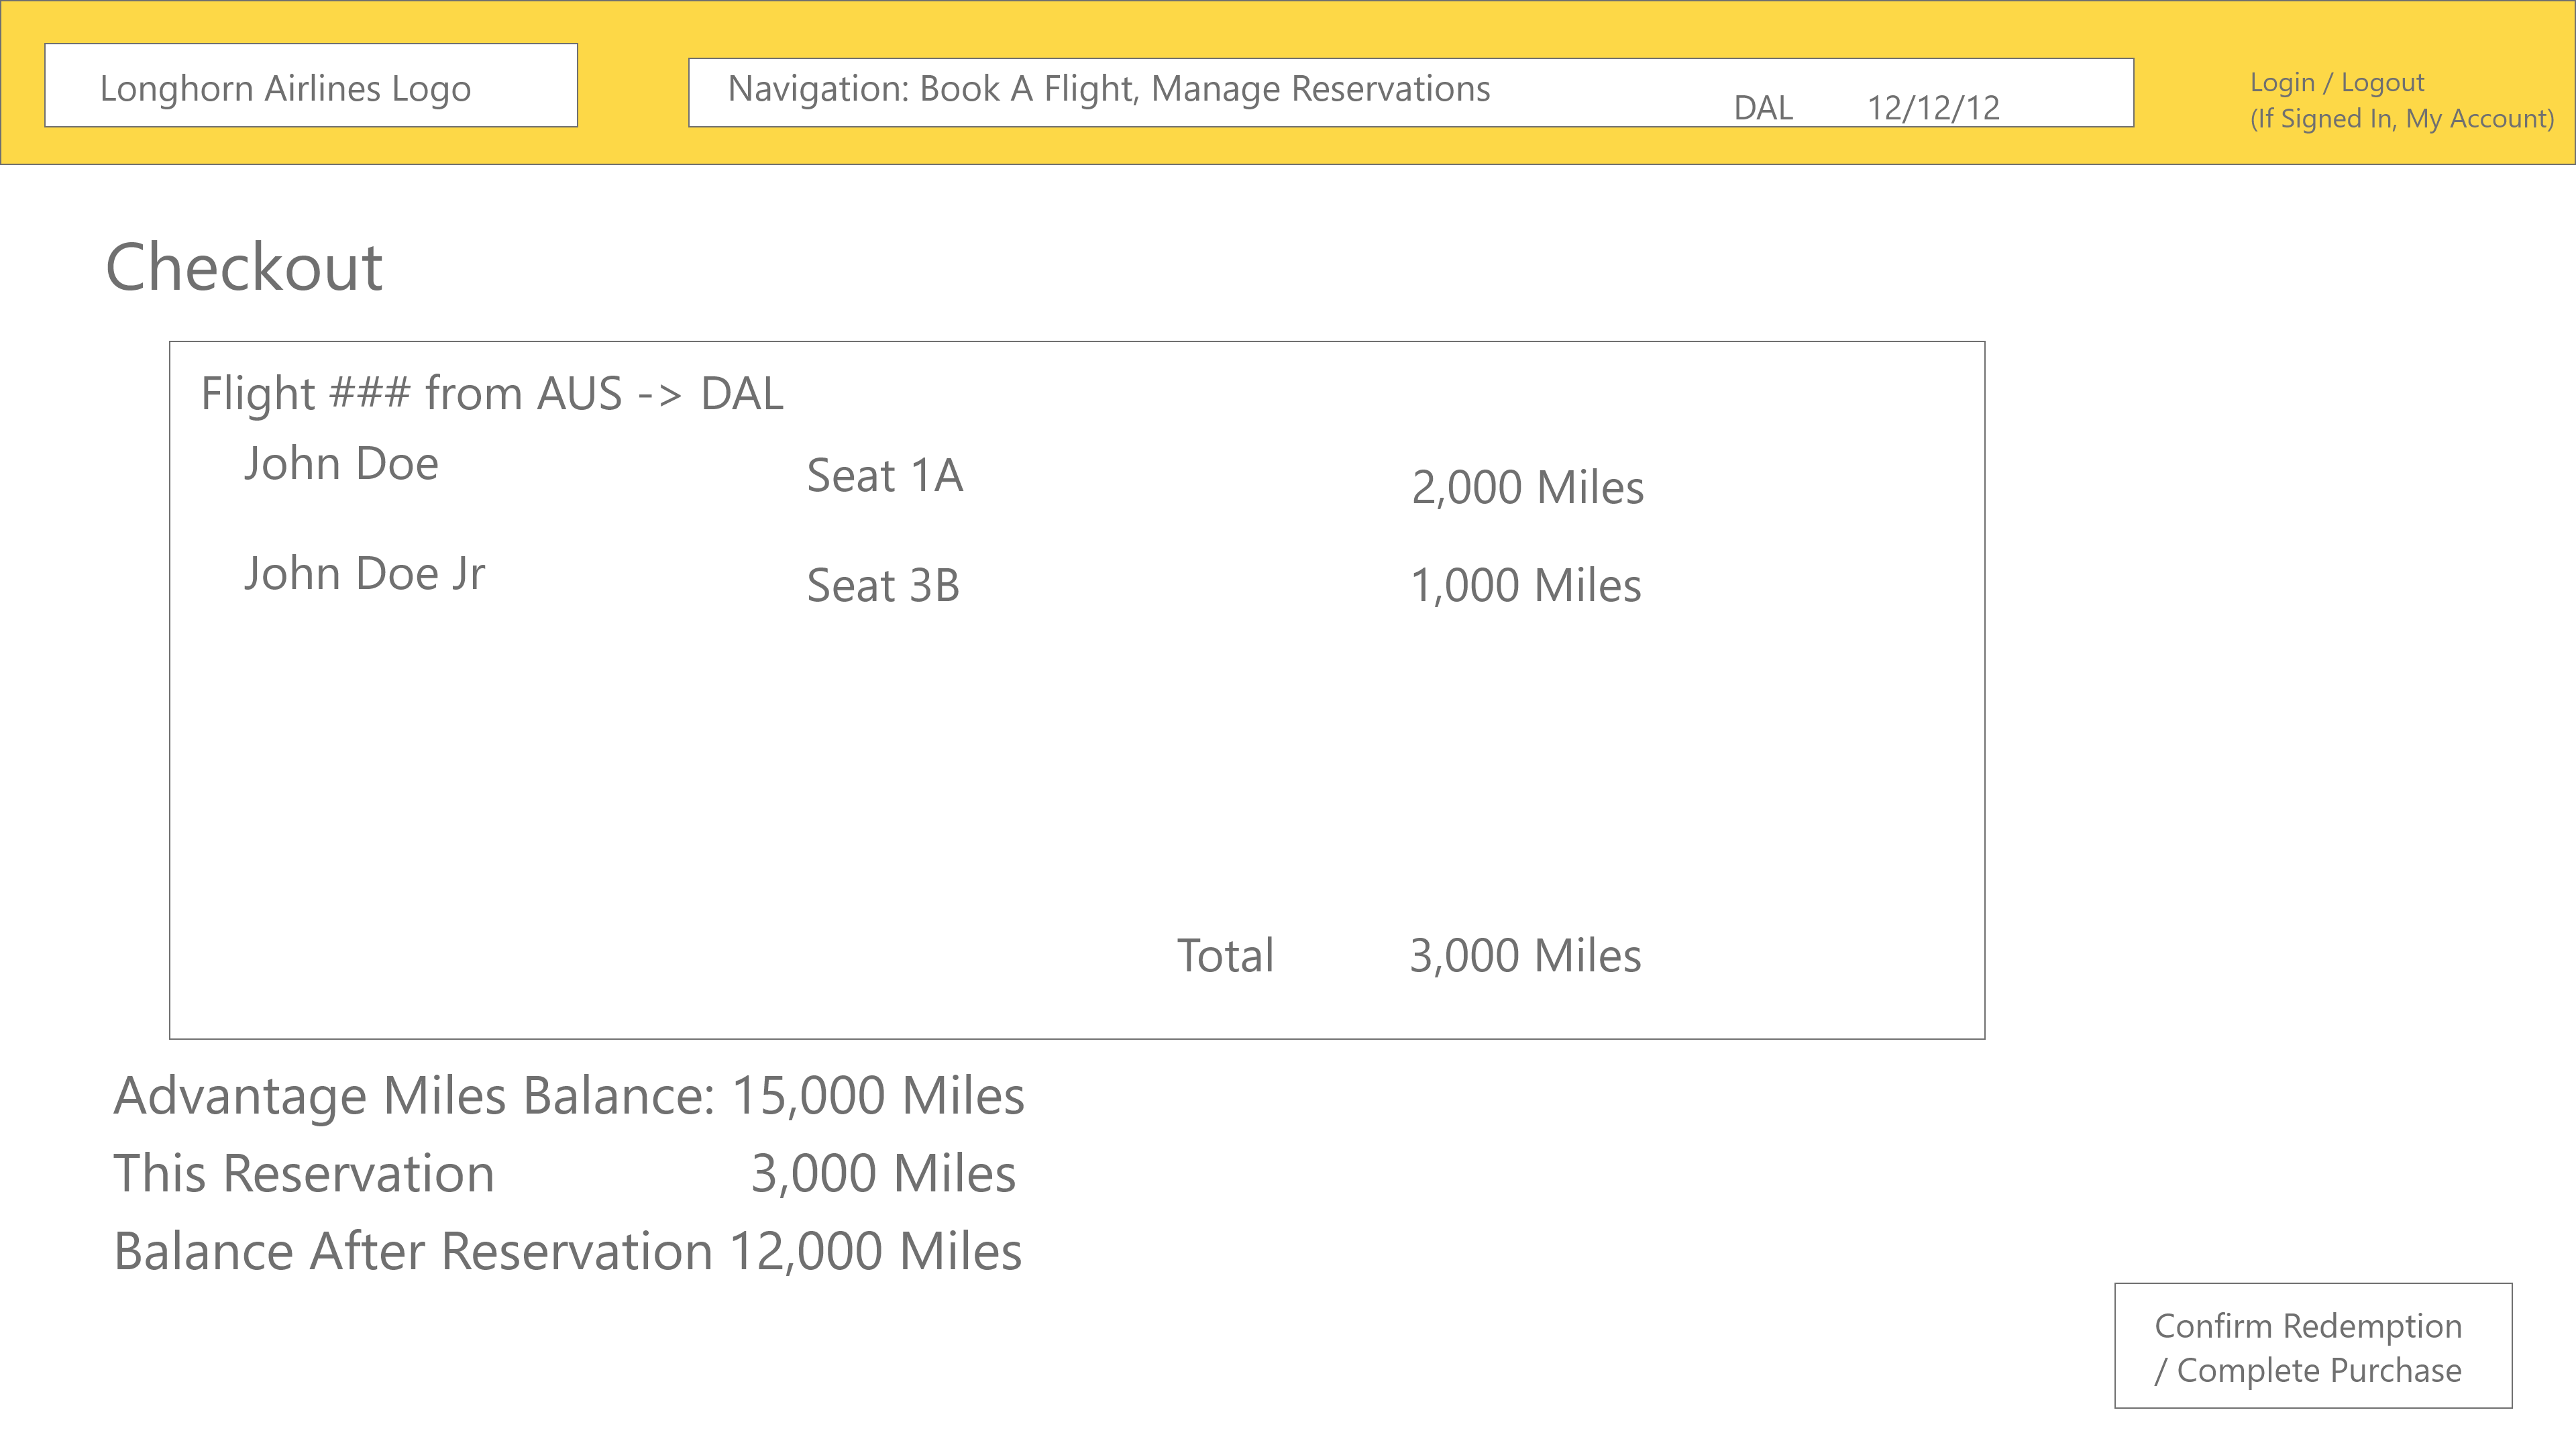 Longhorn Airlines Logo
Navigation: Book A Flight, Manage Reservations
DAL 12/12/12
Login / Logout
(If Signed In, My Account)
Checkout
Flight ### from AUS -> DAL
John Doe Seat 1A 2,000 Miles
John Doe Jr Seat 3B 1,000 Miles
Total 3,000 Miles
Advantage Miles Balance: 15,000 Miles
This Reservation 3,000 Miles
Balance After Reservation 12,000 Miles
Confirm Redemption
/ Complete Purchase